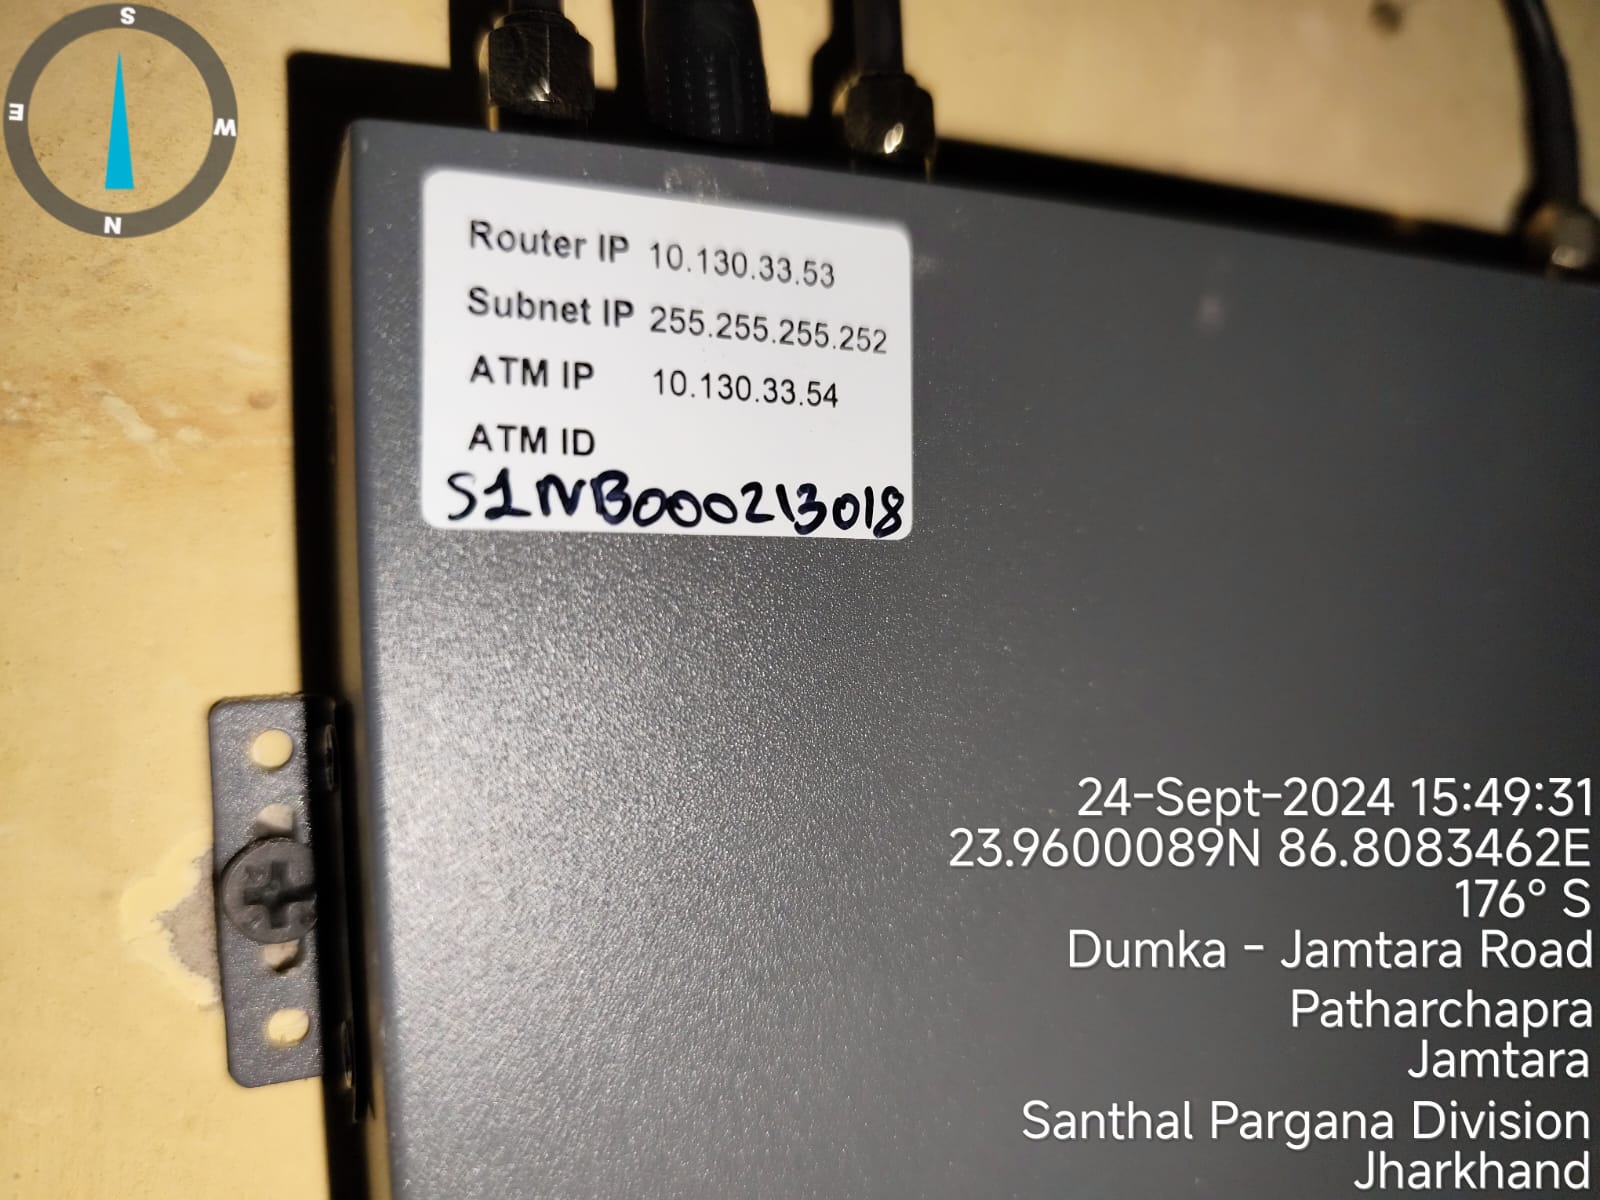 S
E
W
N
Router IP 10.130.33.53
Subnet IP 255.255.255.252
ATM IP 10.130.33.54
ATM ID
S1NB000213018
24-Sept-2024 15:49:31
23.9600089N 86.8083462E
176° S
Dumka - Jamtara Road
Patharchapra
Jamtara
Santhal Pargana Division
Jharkhand